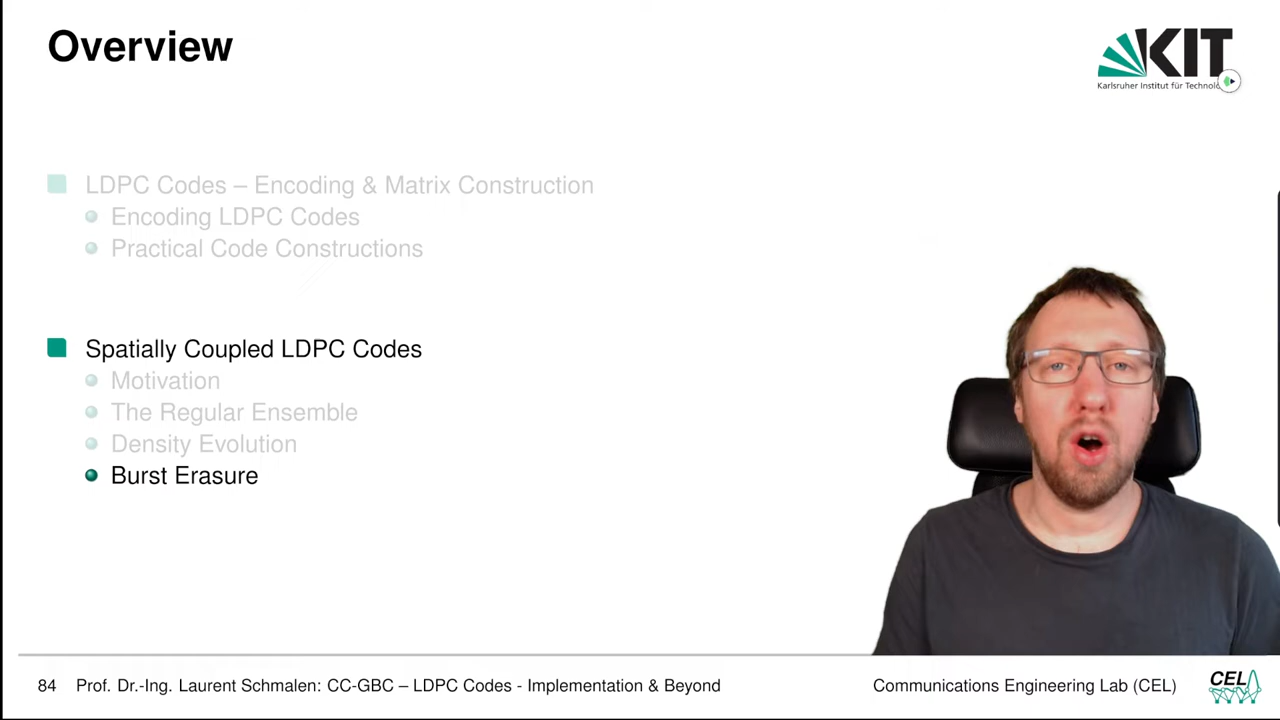 Overview
KIT
Karlsruher Institut für
LDPC Codes – Encoding & Matrix Construction
Encoding LDPC Codes
Practical Code Constructions
Spatially Coupled LDPC Codes
Motivation
The Regular Ensemble
Density Evolution
Burst Erasure
84 Prof. Dr.-Ing. Laurent Schmalen: CC-GBC – LDPC Codes - Implementation & Beyond Communications Engineering Lab (CEL)
CEL